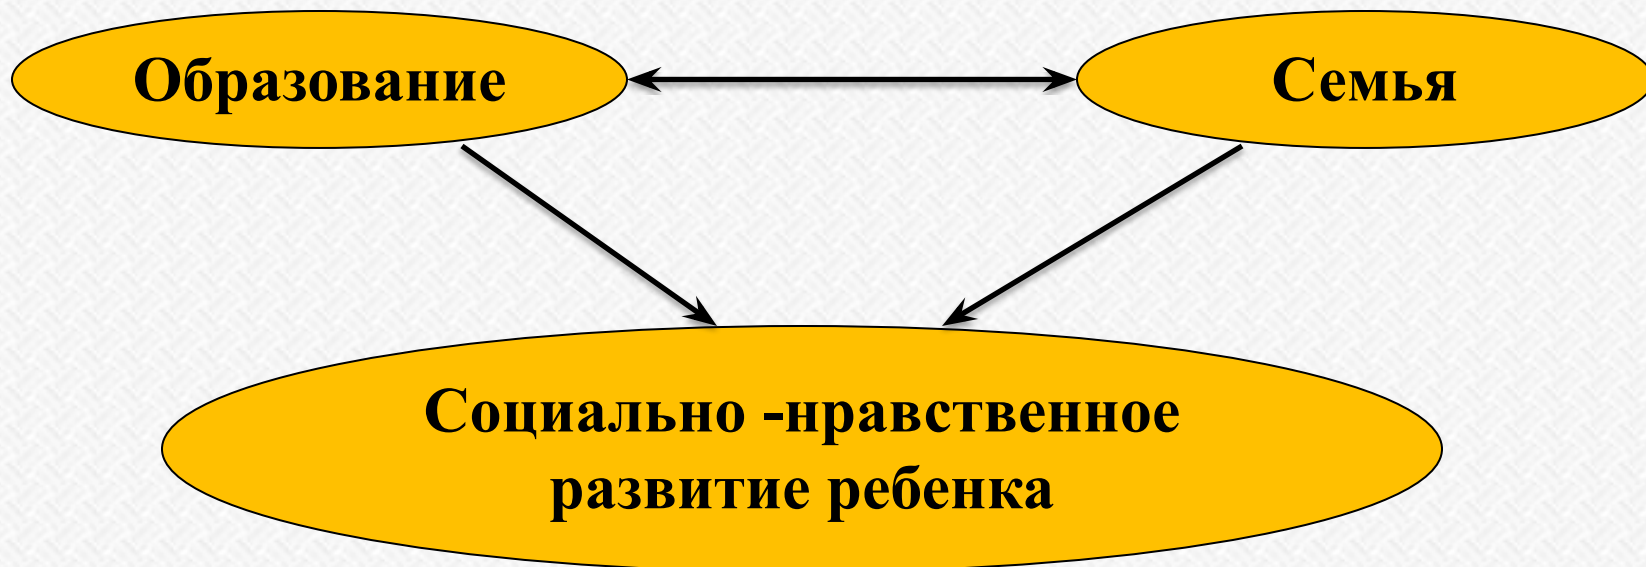 Образование
Семья
Социально -нравственное
развитие ребенка